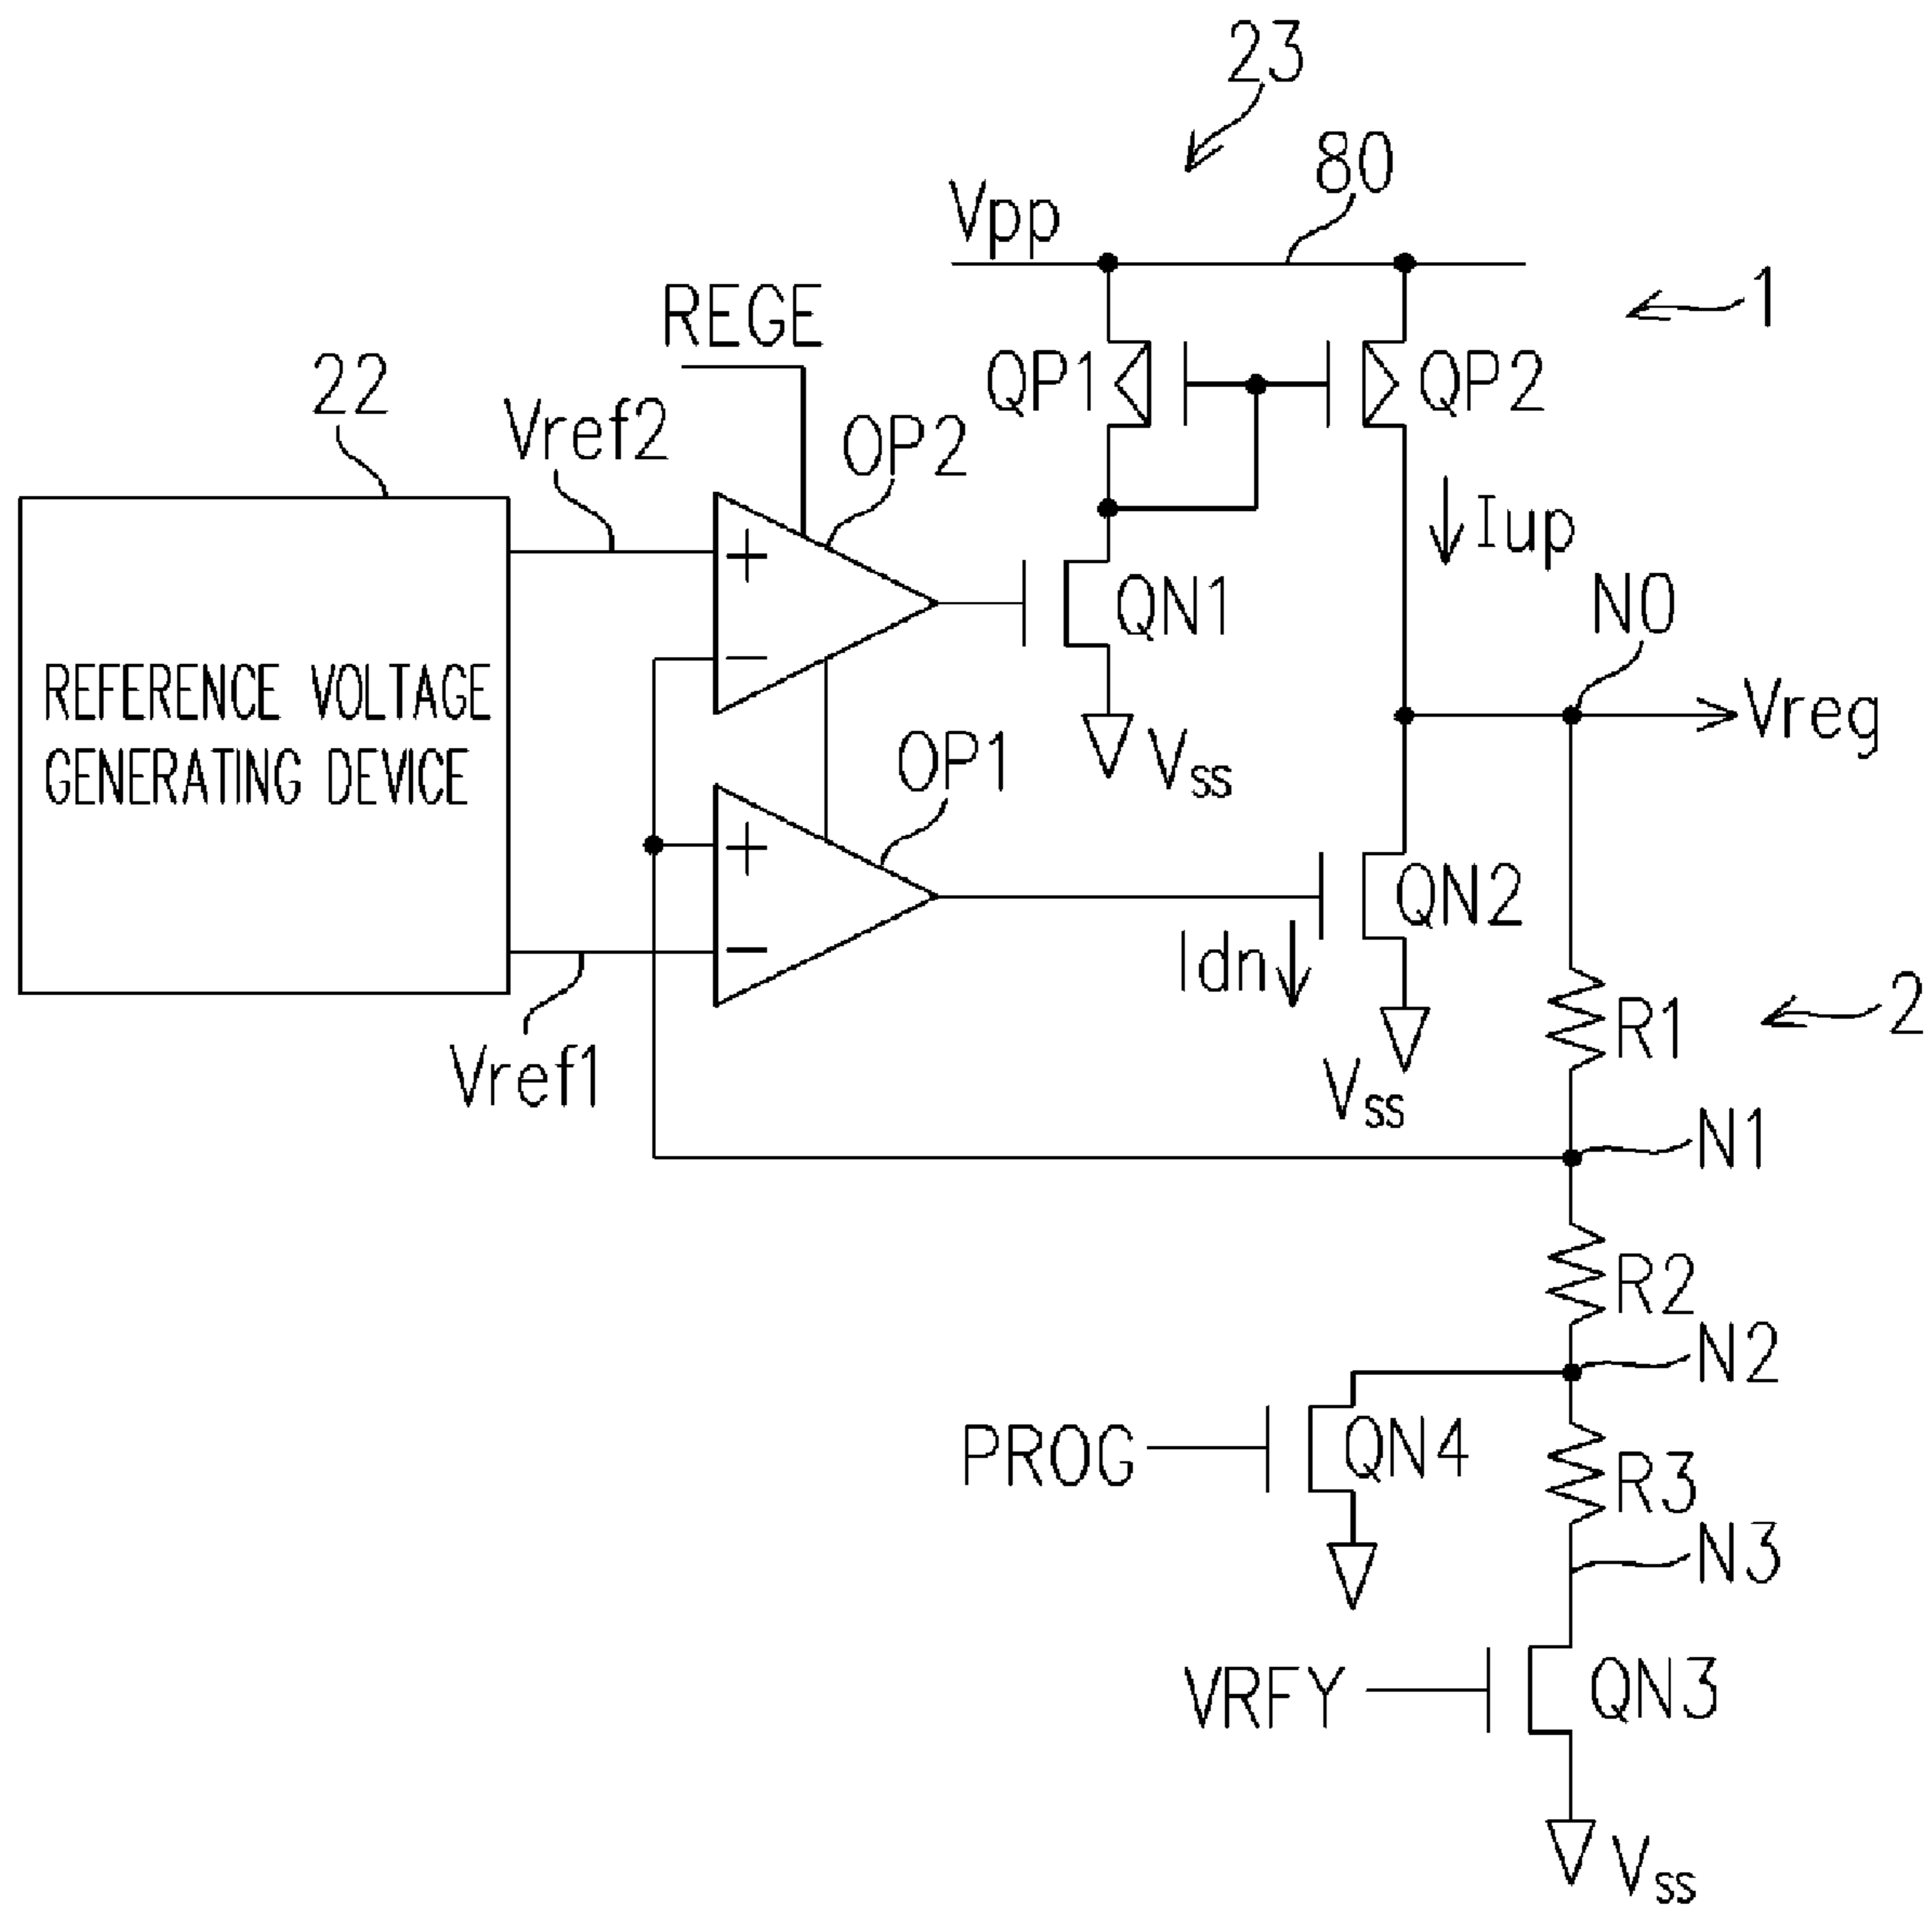 23
80
Vpp
1
REGE
QP1
QP2
22
Vref2
OP2
Iup
QN1
N0
REFERENCE VOLTAGE
GENERATING DEVICE
+
−
Vreg
Vss
OP1
+
−
QN2
Idn
2
R1
Vref1
Vss
N1
R2
N2
PROG
QN4
R3
N3
VRFY
QN3
Vss